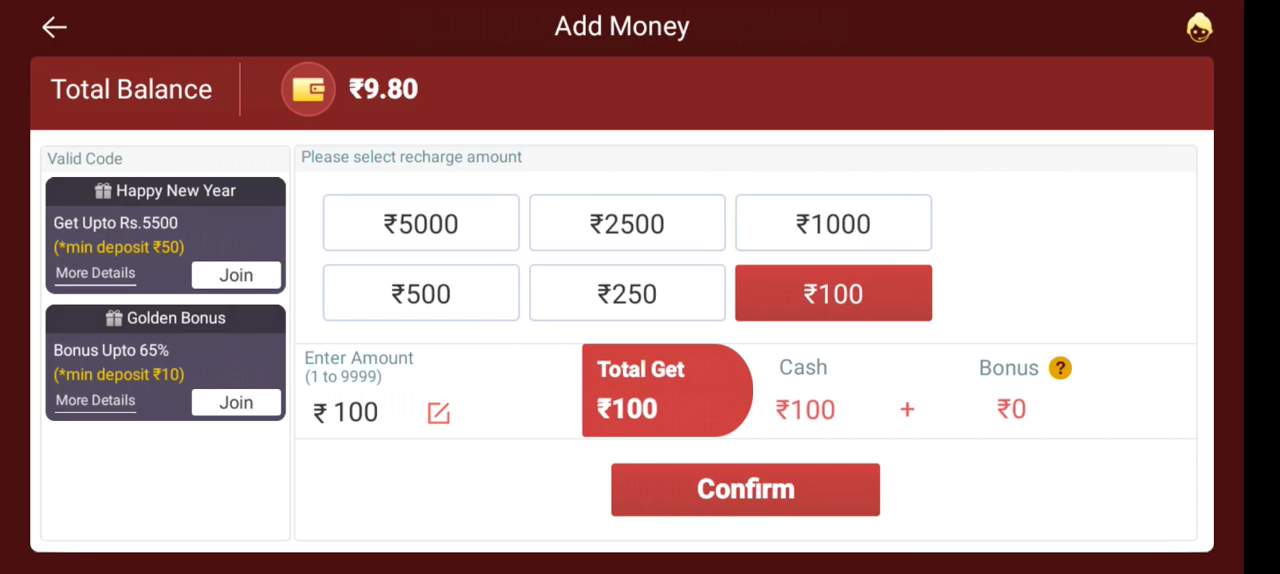 Add Money
Total Balance
₹9.80
Valid Code
Happy New Year
Get Upto Rs.5500
(*min deposit ₹50)
More Details
Join
Golden Bonus
Bonus Upto 65%
(*min deposit ₹10)
More Details
Join
Please select recharge amount
₹5000 ₹2500 ₹1000
₹500 ₹250 ₹100
Enter Amount
(1 to 9999)
₹ 100
Total Get
₹100
Cash
₹100
+
Bonus ?
₹0
Confirm